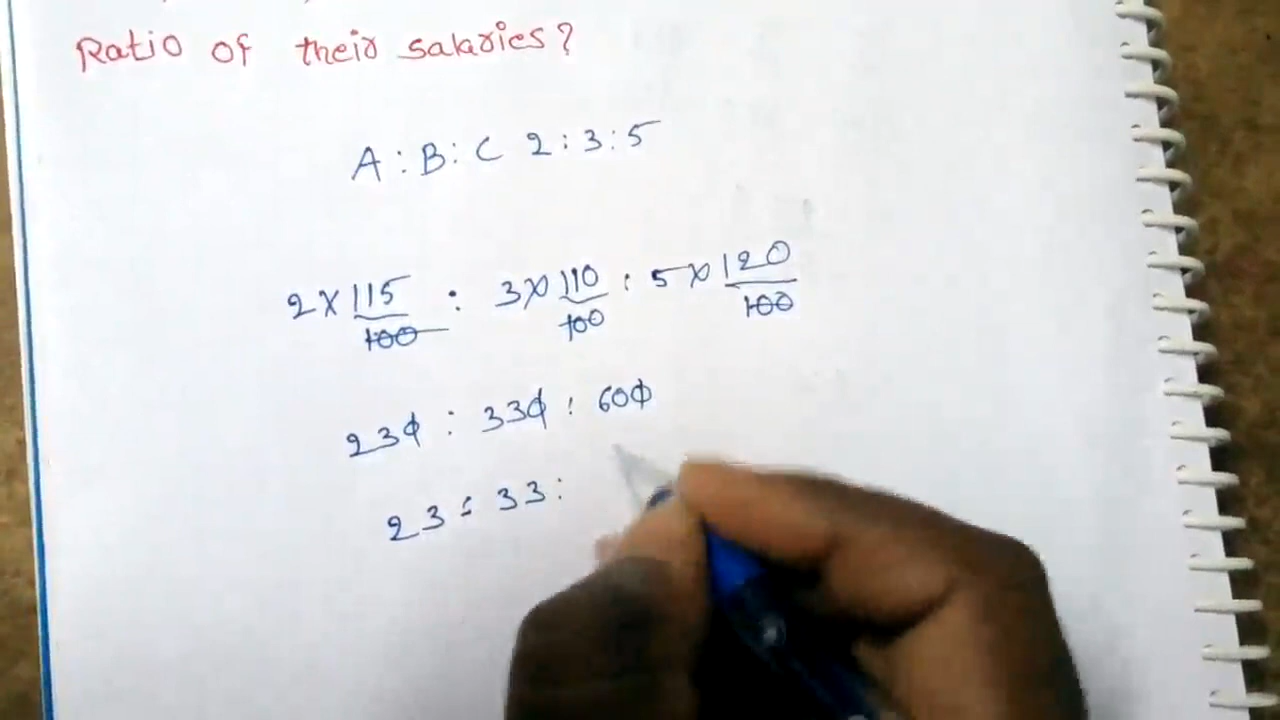 Ratio of their salaries?
A : B : C 2 : 3 : 5
2 × 115/100 : 3 × 110/100 : 5 × 120/100
230 : 330 : 600
23 : 33 :